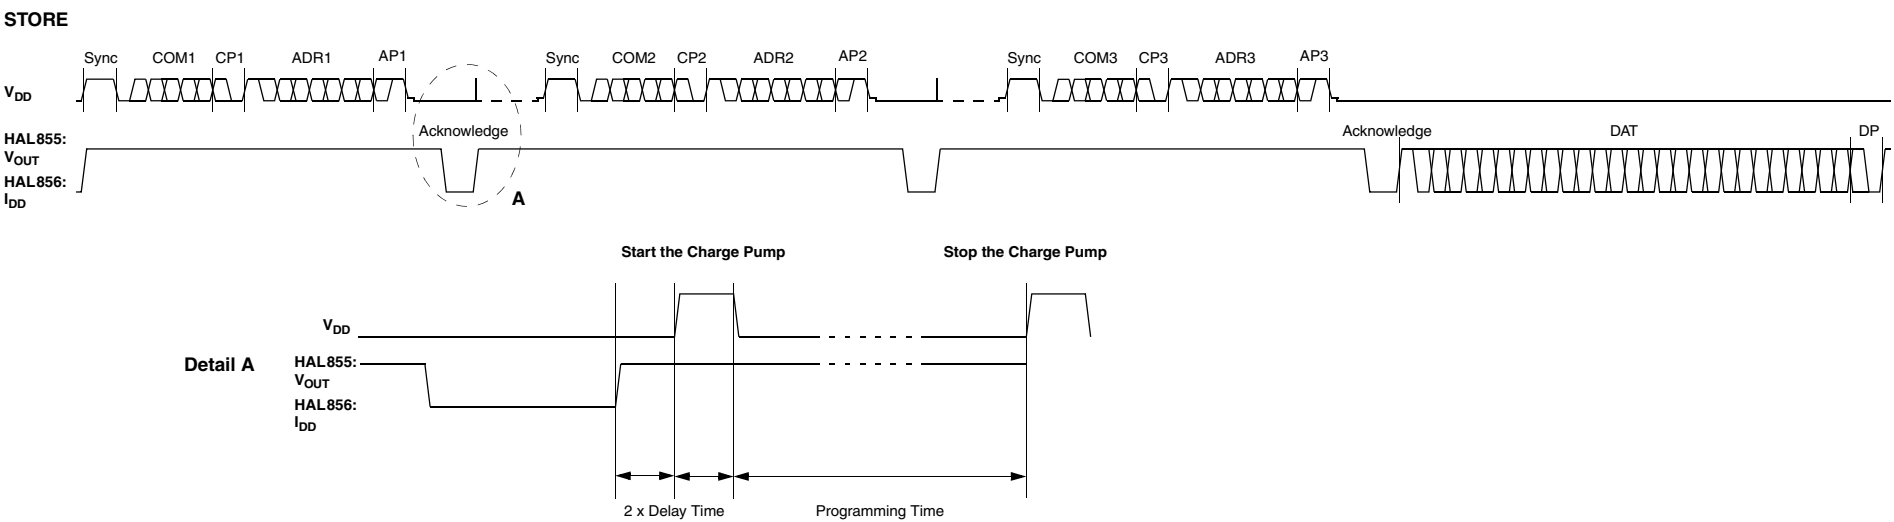 STORE
Sync COM1 CP1 ADR1 AP1 Sync COM2 CP2 ADR2 AP2 Sync COM3 CP3 ADR3 AP3
VDD
Acknowledge Acknowledge DAT DP
HAL855:
VOUT
HAL856:
IDD
A
Start the Charge Pump Stop the Charge Pump
VDD
Detail A
HAL855:
VOUT
HAL856:
IDD
2 x Delay Time Programming Time